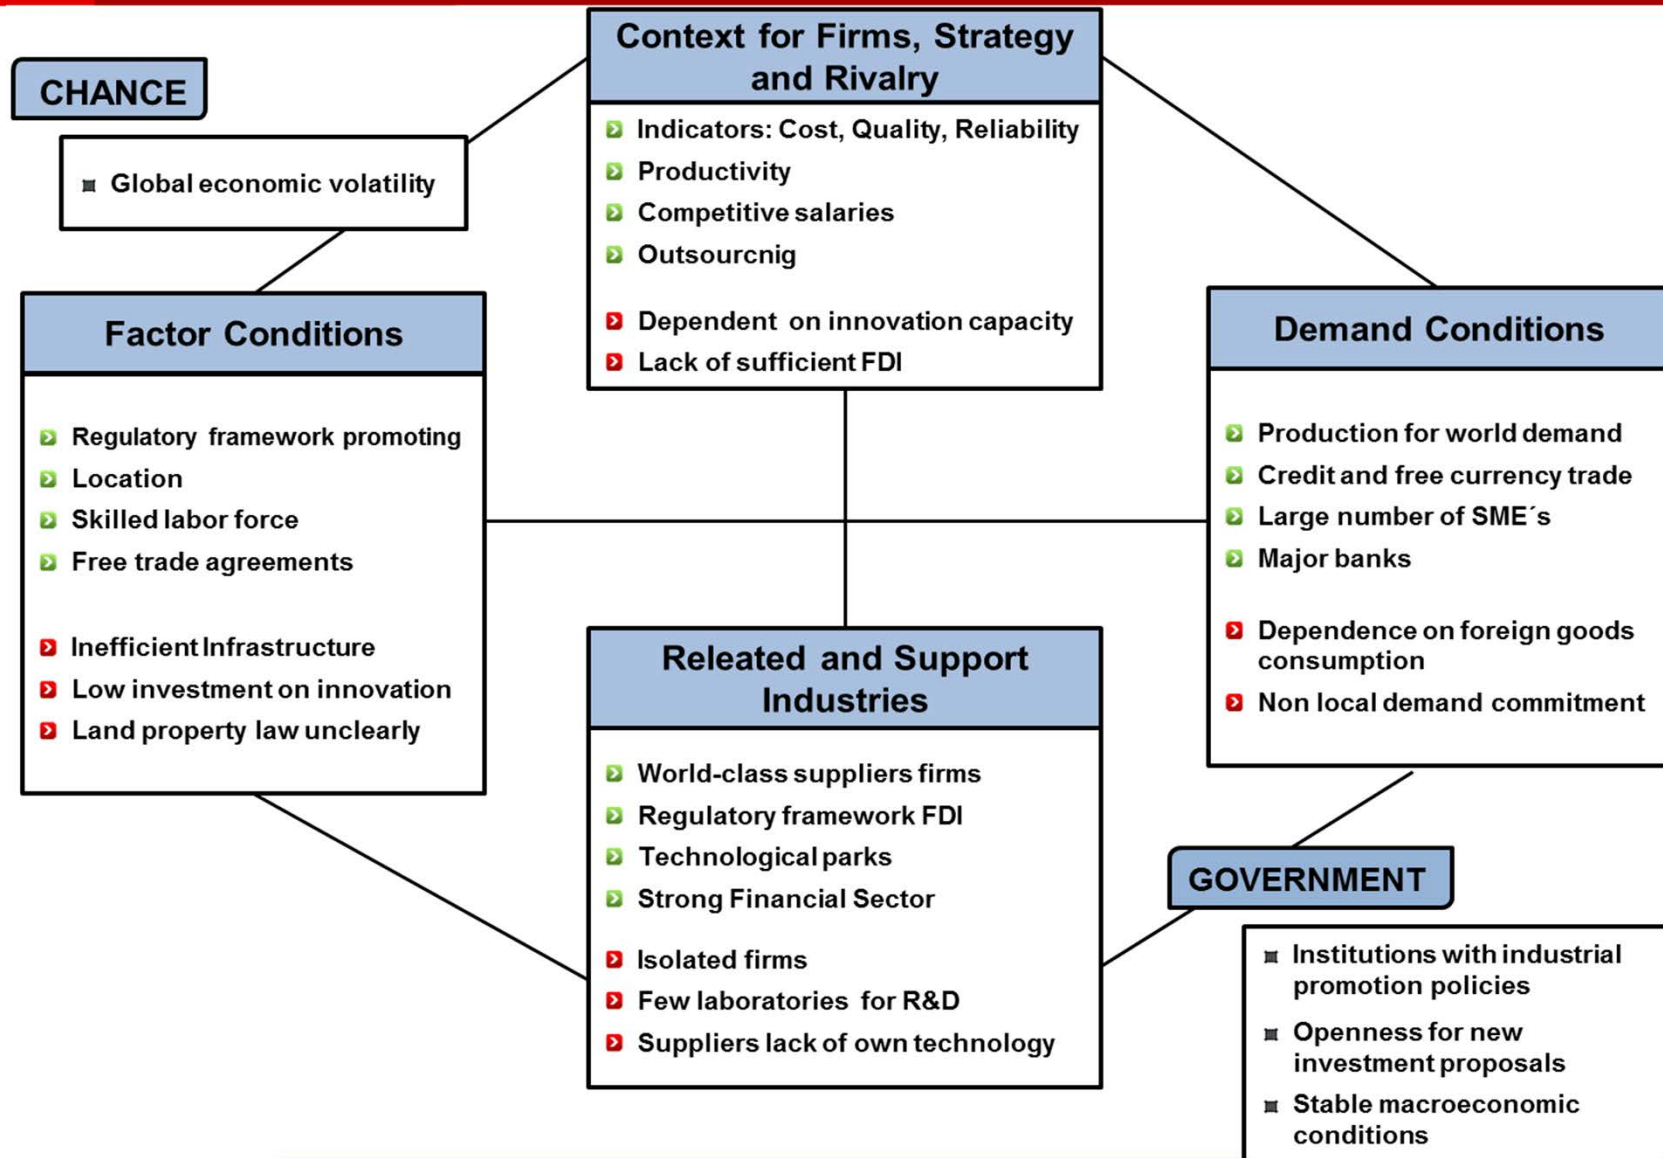 Context for Firms, Strategy
and Rivalry
Indicators: Cost, Quality, Reliability
Productivity
Competitive salaries
Outsourcnig
Dependent on innovation capacity
Lack of sufficient FDI
CHANCE
Global economic volatility
Factor Conditions
Regulatory framework promoting
Location
Skilled labor force
Free trade agreements
Inefficient Infrastructure
Low investment on innovation
Land property law unclearly
Demand Conditions
Production for world demand
Credit and free currency trade
Large number of SME´s
Major banks
Dependence on foreign goods
consumption
Non local demand commitment
Releated and Support
Industries
World-class suppliers firms
Regulatory framework FDI
Technological parks
Strong Financial Sector
Isolated firms
Few laboratories for R&D
Suppliers lack of own technology
GOVERNMENT
Institutions with industrial
promotion policies
Openness for new
investment proposals
Stable macroeconomic
conditions